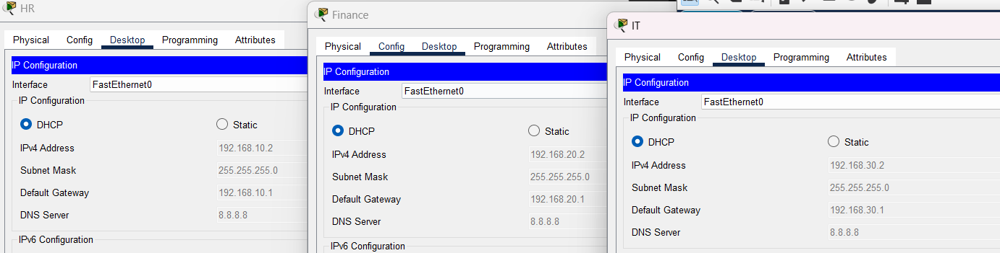 HR
Physical Config Desktop Programming Attributes
IP Configuration
Interface FastEthernet0
IP Configuration
DHCP Static
IPv4 Address 192.168.10.2
Subnet Mask 255.255.255.0
Default Gateway 192.168.10.1
DNS Server 8.8.8.8
IPv6 Configuration
Finance
Physical Config Desktop Programming Attributes
IP Configuration
Interface FastEthernet0
IP Configuration
DHCP Static
IPv4 Address 192.168.20.2
Subnet Mask 255.255.255.0
Default Gateway 192.168.20.1
DNS Server 8.8.8.8
IPv6 Configuration
IT
Physical Config Desktop Programming Attributes
IP Configuration
Interface FastEthernet0
IP Configuration
DHCP Static
IPv4 Address 192.168.30.2
Subnet Mask 255.255.255.0
Default Gateway 192.168.30.1
DNS Server 8.8.8.8